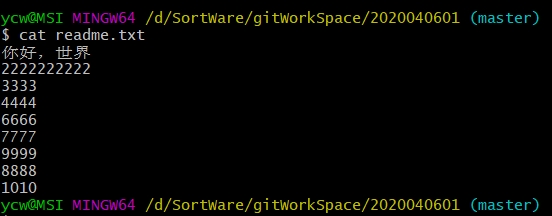 ycw@MSI MINGW64 /d/SortWare/gitWorkSpace/2020040601 (master)
$ cat readme.txt
你好，世界
2222222222
3333
4444
6666
7777
9999
8888
1010
ycw@MSI MINGW64 /d/SortWare/gitWorkSpace/2020040601 (master)